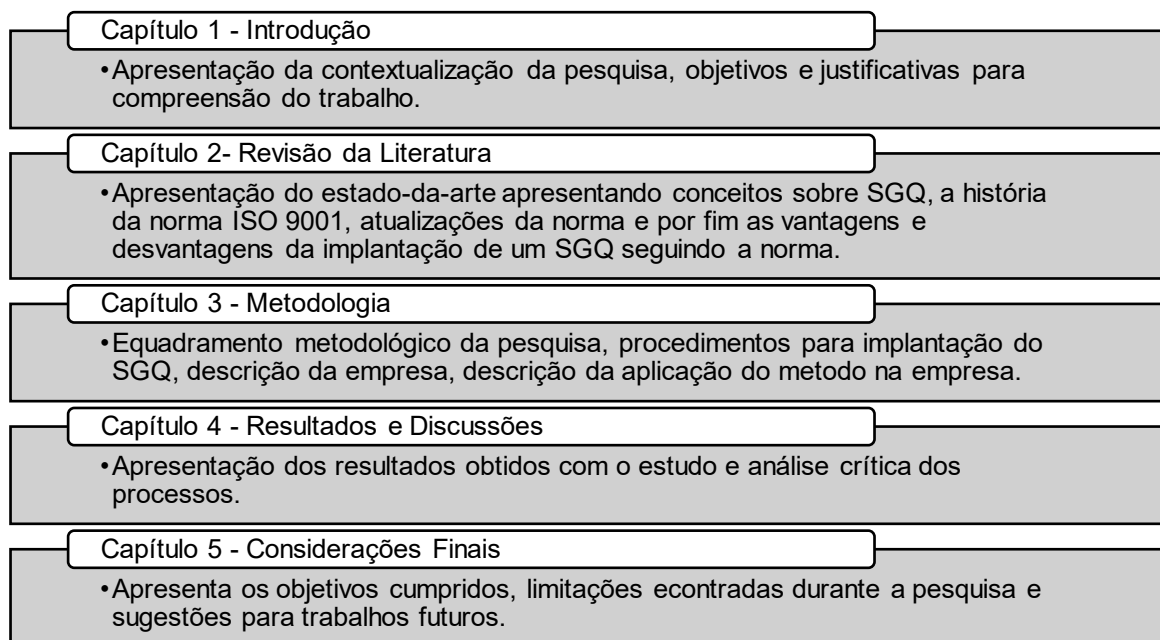 Capítulo 1 - Introdução
•Apresentação da contextualização da pesquisa, objetivos e justificativas para
compreensão do trabalho.
Capítulo 2- Revisão da Literatura
•Apresentação do estado-da-arte apresentando conceitos sobre SGQ, a história
da norma ISO 9001, atualizações da norma e por fim as vantagens e
desvantagens da implantação de um SGQ seguindo a norma.
Capítulo 3 - Metodologia
•Equadramento metodológico da pesquisa, procedimentos para implantação do
SGQ, descrição da empresa, descrição da aplicação do metodo na empresa.
Capítulo 4 - Resultados e Discussões
•Apresentação dos resultados obtidos com o estudo e análise crítica dos
processos.
Capítulo 5 - Considerações Finais
•Apresenta os objetivos cumpridos, limitações econtradas durante a pesquisa e
sugestões para trabalhos futuros.